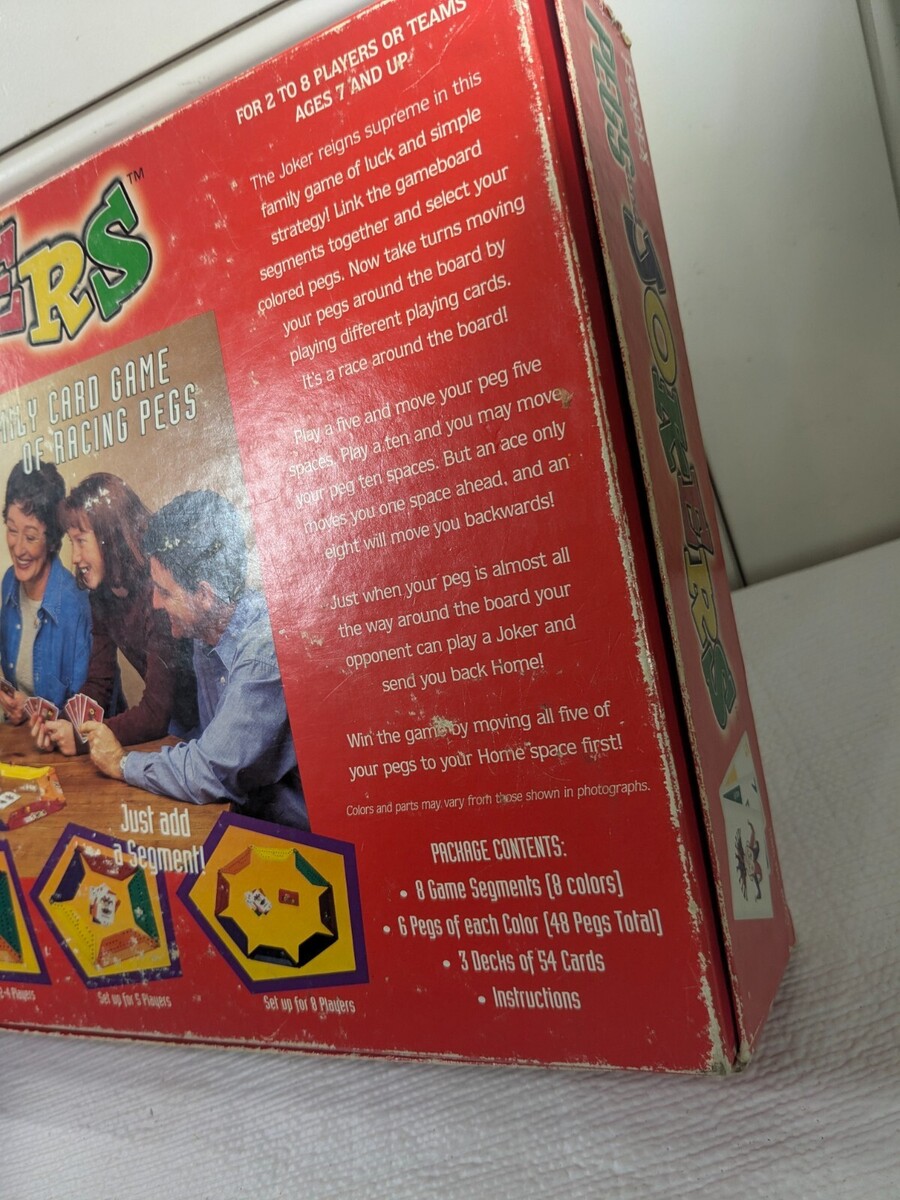 FOR 2 TO 8 PLAYERS OR TEAMS
AGES 7 AND UP
The Joker reigns supreme in this
family game of luck and simple
strategy! Link the gameboard
segments together and select your
colored pegs. Now take turns moving
your pegs around the board by
playing different playing cards.
It's a race around the board!
Play a five and move your peg five
spaces. Play a ten and you may move
your peg ten spaces. But an ace only
moves you one space ahead, and an
eight will move you backwards!
Just when your peg is almost all
the way around the board your
opponent can play a Joker and
send you back Home!
Win the game by moving all five of
your pegs to your Home space first!
Colors and parts may vary from those shown in photographs.
PACKAGE CONTENTS:
• 8 Game Segments (8 colors)
• 6 Pegs of each Color (48 Pegs Total)
• 3 Decks of 54 Cards
• Instructions
ERS™
CARD GAME
OF RACING PEGS
Just add
a Segment!
2-4 Players
Set up for 5 Players
Set up for 8 Players
PEGS
JOKERS